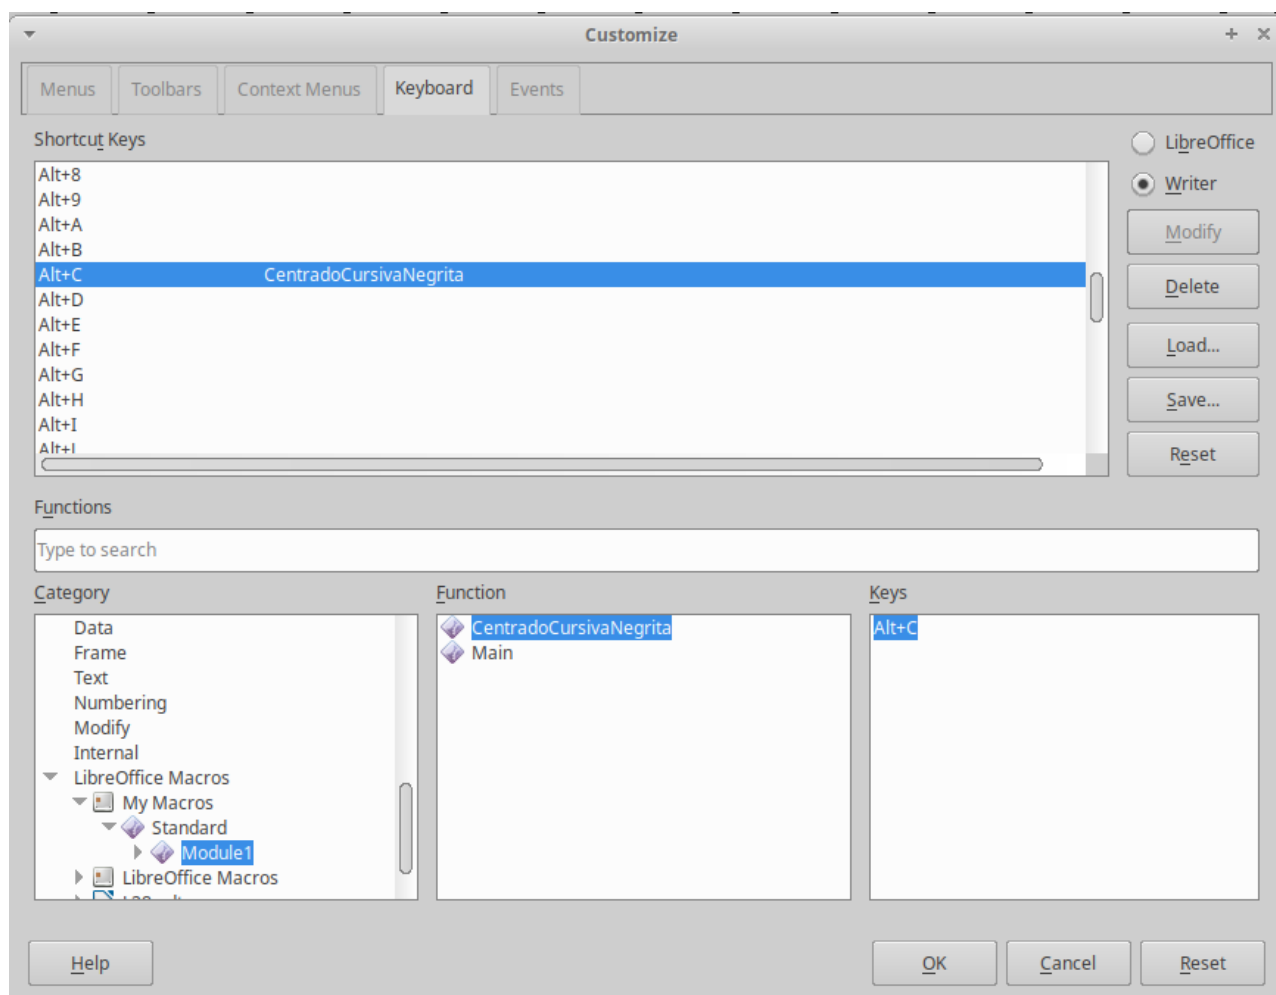 Customize
Menus Toolbars Context Menus Keyboard Events
Shortcut Keys
LibreOffice
Writer
Alt+8
Alt+9
Alt+A
Alt+B
Alt+C CentradoCursivaNegrita
Alt+D
Alt+E
Alt+F
Alt+G
Alt+H
Alt+I
Modify
Delete
Load...
Save...
Reset
Functions
Type to search
Category
Data
Frame
Text
Numbering
Modify
Internal
LibreOffice Macros
My Macros
Standard
Module1
LibreOffice Macros
Function
CentradoCursivaNegrita
Main
Keys
Alt+C
Help OK Cancel Reset